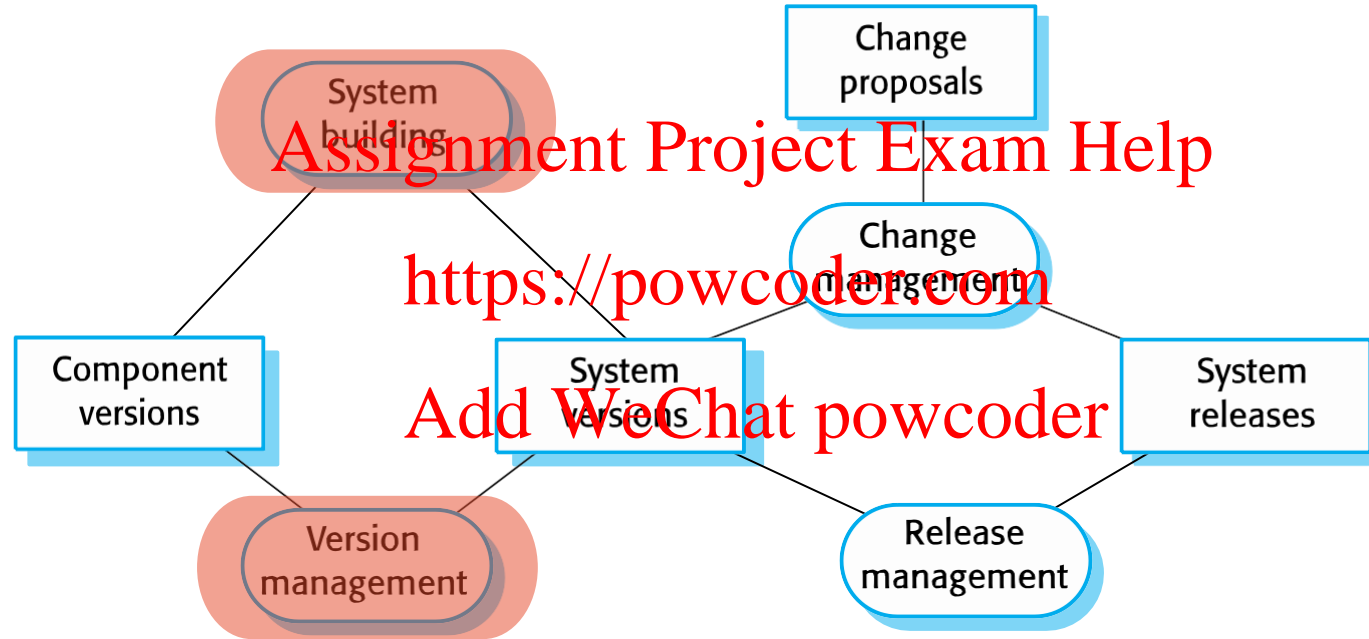 System
building
Change
proposals
Assignment Project Exam Help
Change
management
https://powcoder.com
Component
versions
System
versions
System
releases
Add WeChat powcoder
Version
management
Release
management